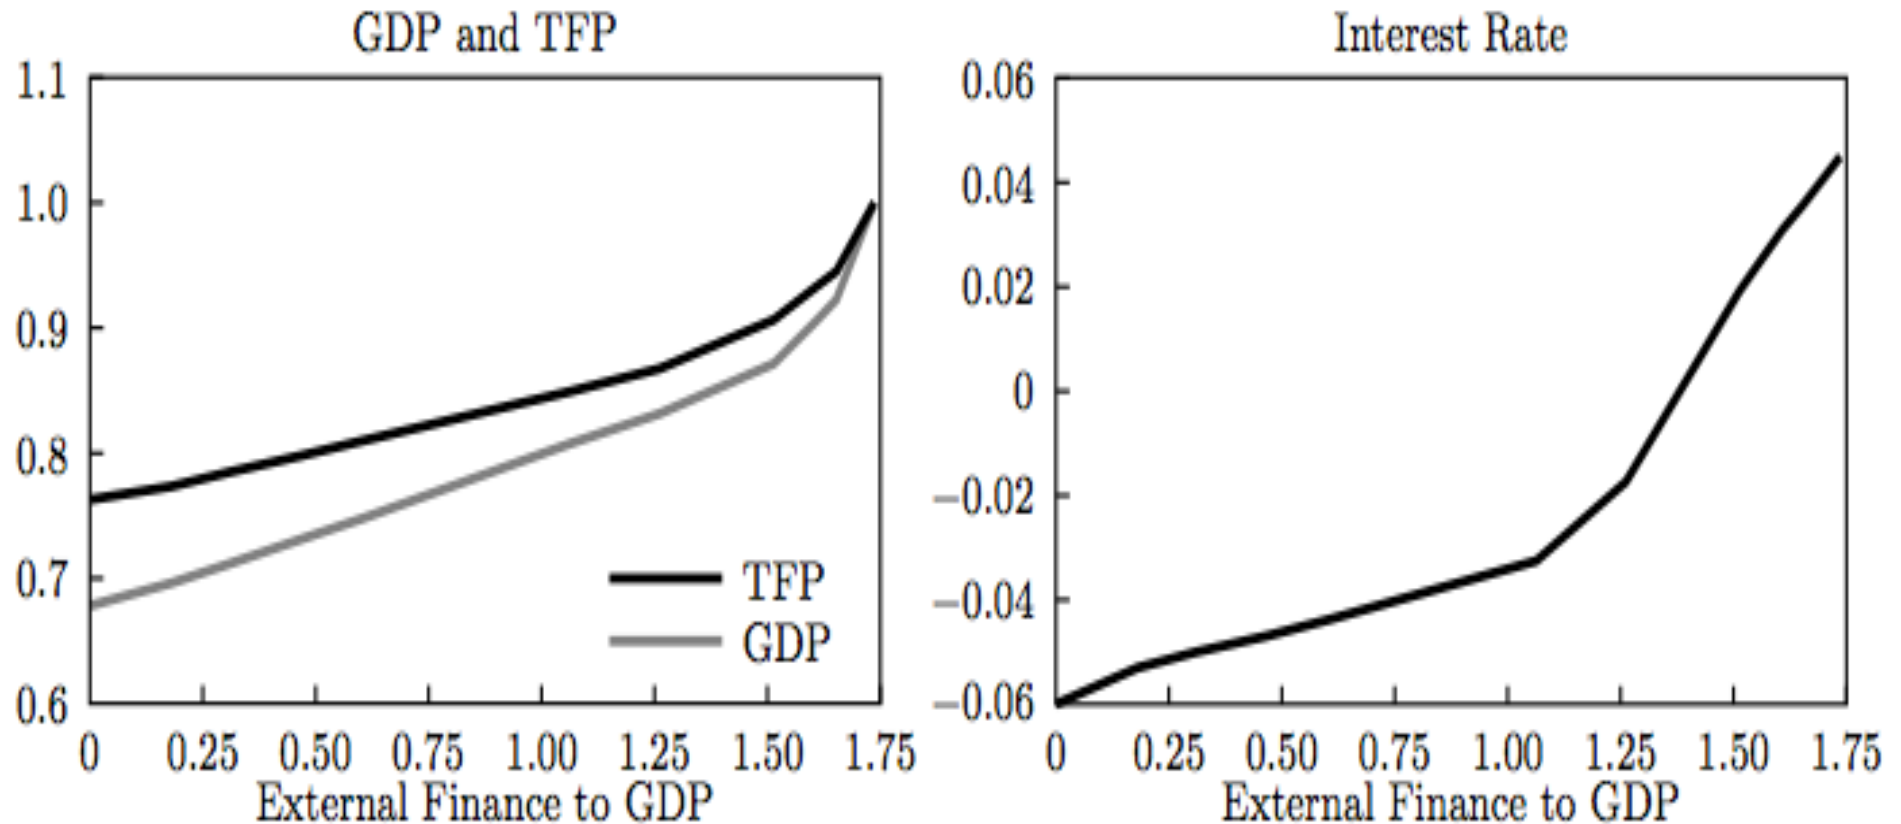 GDP and TFP
1.1
1.0
0.9
0.8
0.7
0.6
TFP
GDP
0 0.25 0.50 0.75 1.00 1.25 1.50 1.75
External Finance to GDP
Interest Rate
0.06
0.04
0.02
0
−0.02
−0.04
−0.06
0 0.25 0.50 0.75 1.00 1.25 1.50 1.75
External Finance to GDP